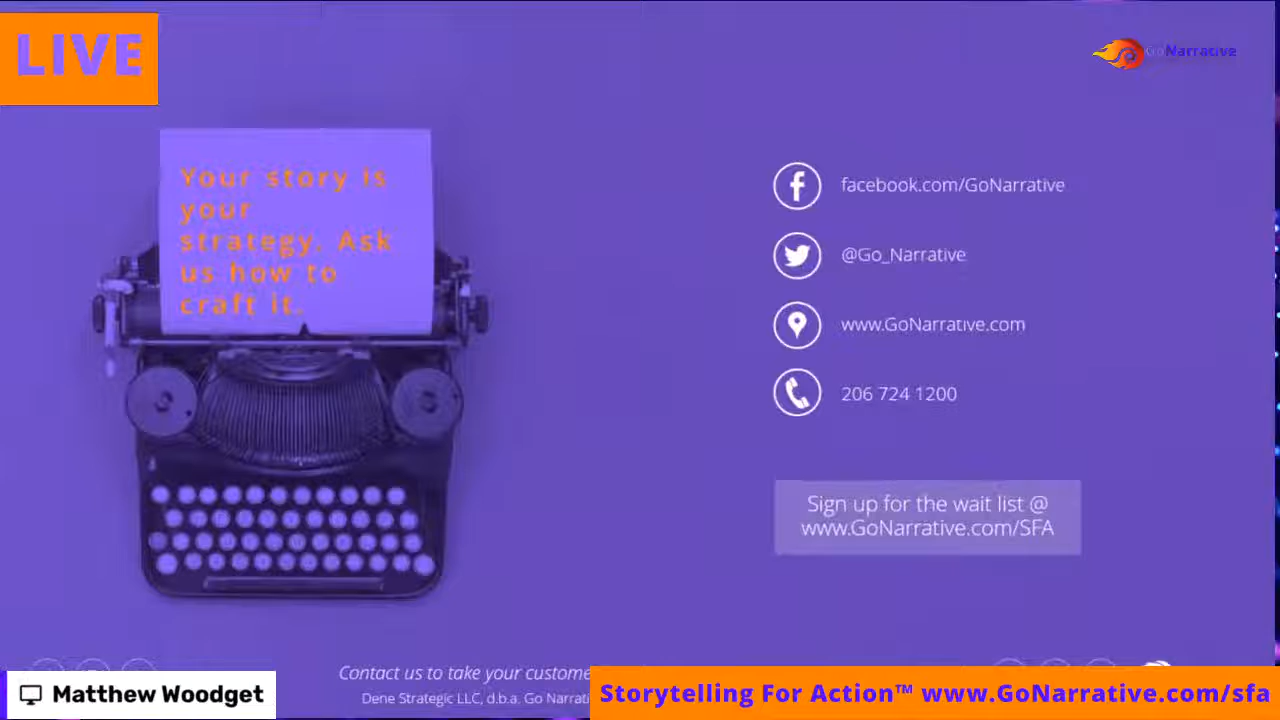 LIVE
GoNarrative
Your story is
your
strategy. Ask
us how to
craft it.
facebook.com/GoNarrative
@Go_Narrative
www.GoNarrative.com
206 724 1200
Sign up for the wait list @
www.GoNarrative.com/SFA
Contact us to take your custome
Dene Strategic LLC, d.b.a. Go Narrati
Matthew Woodget
Storytelling For Action™ www.GoNarrative.com/sfa